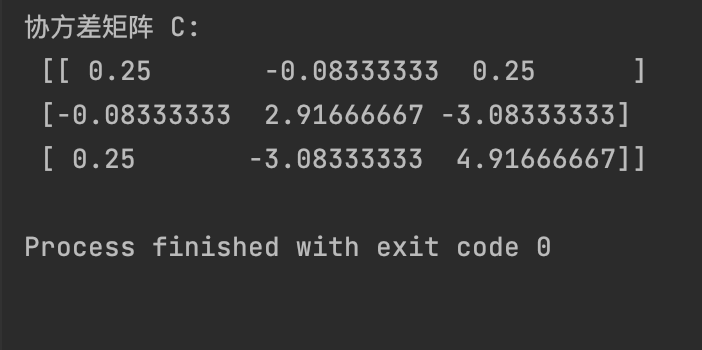 协方差矩阵 C:
[[ 0.25 -0.08333333 0.25 ]
[-0.08333333 2.91666667 -3.08333333]
[ 0.25 -3.08333333 4.91666667]]
Process finished with exit code 0